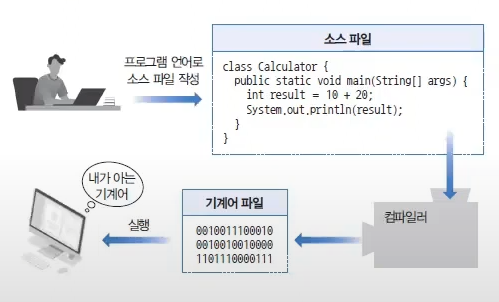 프로그램 언어로
소스 파일 작성
소스 파일
class Calculator {
public static void main(String[] args) {
int result = 10 + 20;
System.out.println(result);
}
}
내가 아는
기계어
실행
기계어 파일
0010011100010
0010010010000
1101110000111
컴파일러